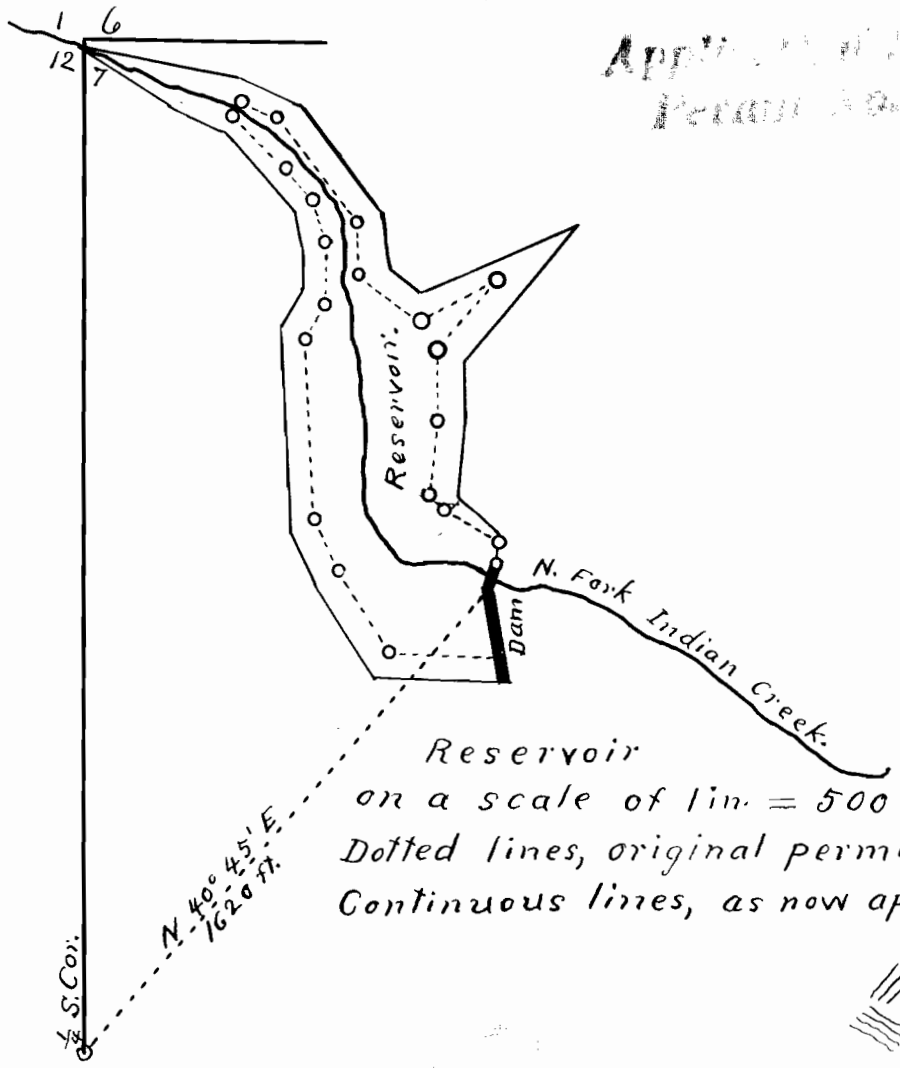 1 6
12 7
Reservoir.
N. Fork Indian Creek.
Dam
Reservoir
on a scale of 1in. = 500
Dotted lines, original perm
Continuous lines, as now ap
N 40° 45' E
1620 ft.
1/4 S. Cor.